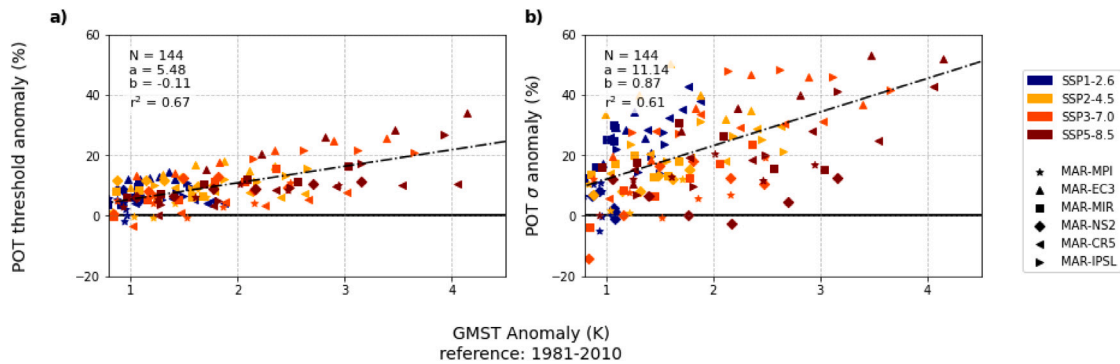 a)
60
40
20
0
−20
N = 144
a = 5.48
b = -0.11
r² = 0.67
1
2
3
4
POT threshold anomaly (%)
b)
60
40
20
0
−20
N = 144
a = 11.14
b = 0.87
r² = 0.61
1
2
3
4
POT σ anomaly (%)
GMST Anomaly (K)
reference: 1981-2010
SSP1-2.6
SSP2-4.5
SSP3-7.0
SSP5-8.5
MAR-MPI
MAR-EC3
MAR-MIR
MAR-NS2
MAR-CR5
MAR-IPSL